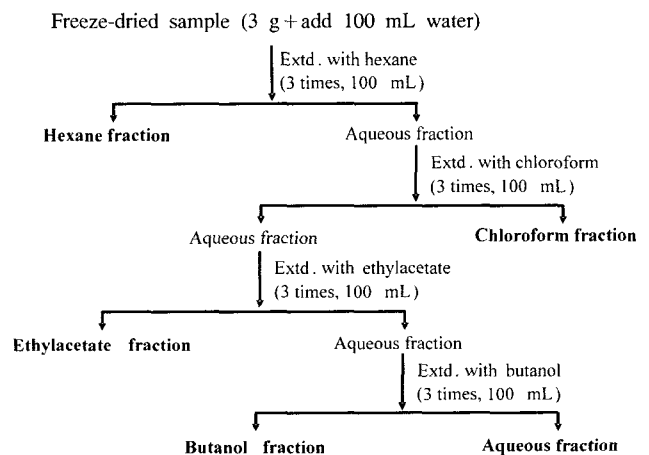 Freeze-dried sample (3 g+add 100 mL water)
Extd. with hexane
(3 times, 100 mL)
Hexane fraction
Aqueous fraction
Extd. with chloroform
(3 times, 100 mL)
Aqueous fraction
Chloroform fraction
Extd. with ethylacetate
(3 times, 100 mL)
Ethylacetate fraction
Aqueous fraction
Extd. with butanol
(3 times, 100 mL)
Butanol fraction
Aqueous fraction